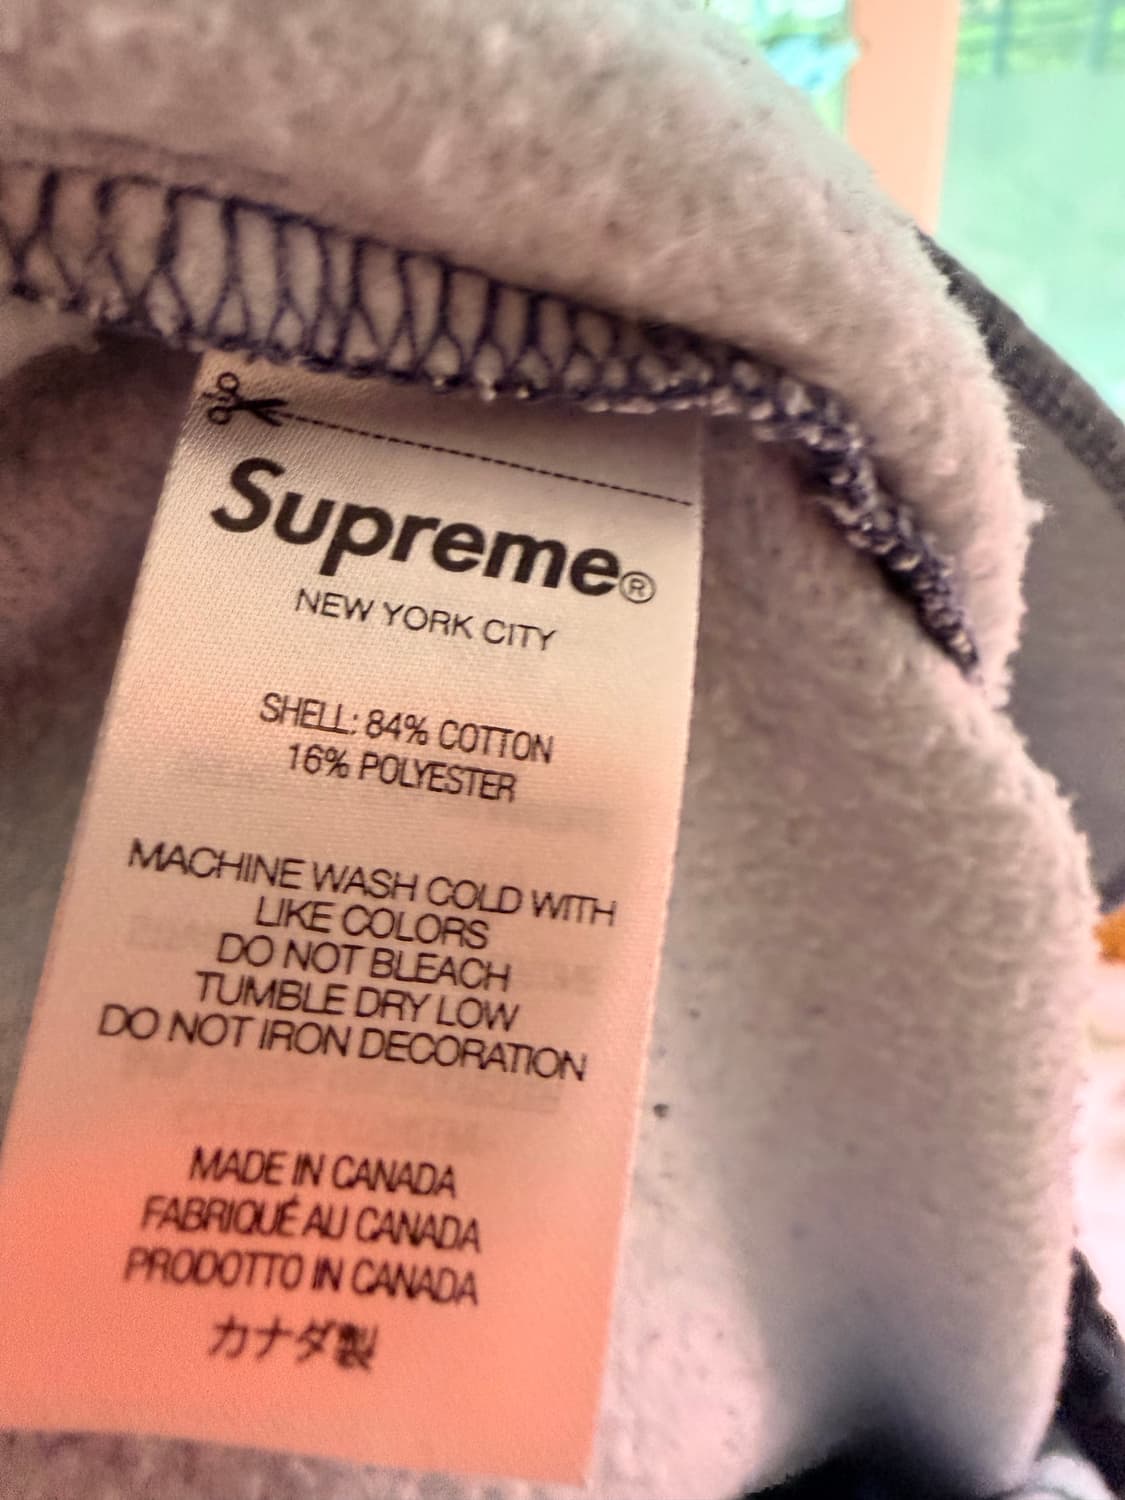 Supreme®
NEW YORK CITY
SHELL: 84% COTTON
16% POLYESTER
MACHINE WASH COLD WITH
LIKE COLORS
DO NOT BLEACH
TUMBLE DRY LOW
DO NOT IRON DECORATION
MADE IN CANADA
FABRIQUÉ AU CANADA
PRODOTTO IN CANADA
カナダ製